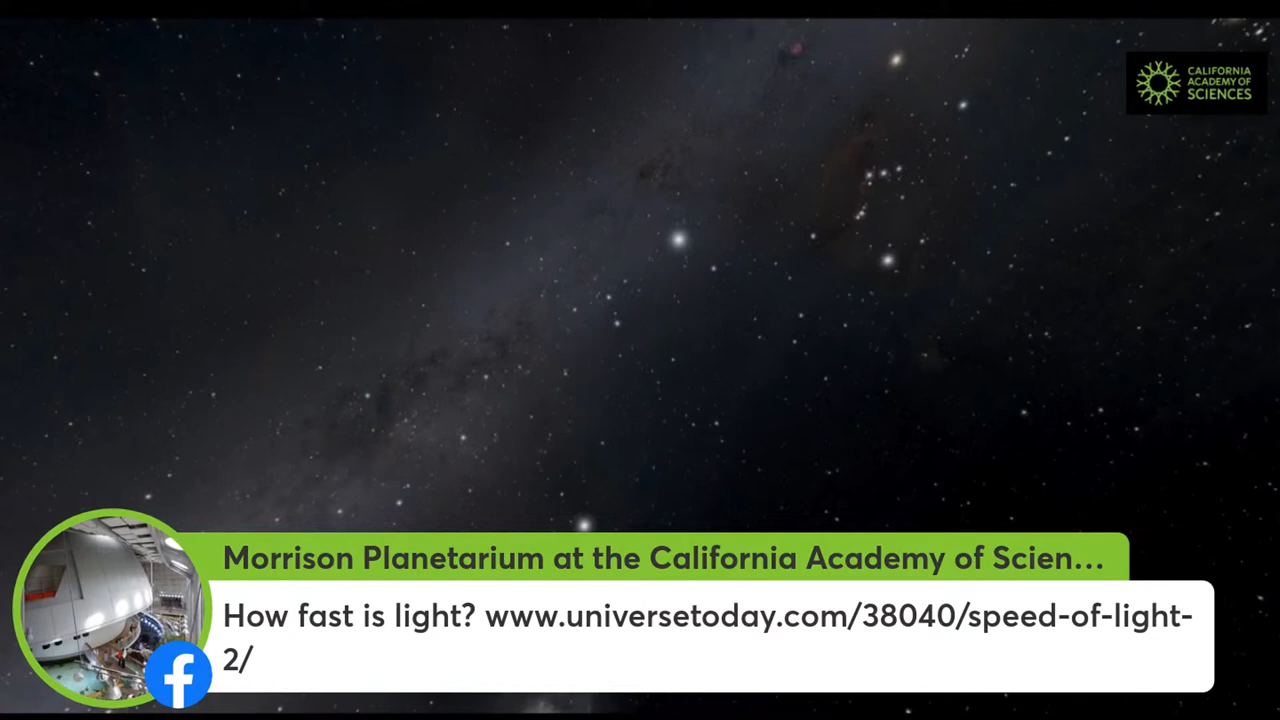 CALIFORNIA
ACADEMY OF
SCIENCES
Morrison Planetarium at the California Academy of Scien...
How fast is light? www.universetoday.com/38040/speed-of-light-
2/